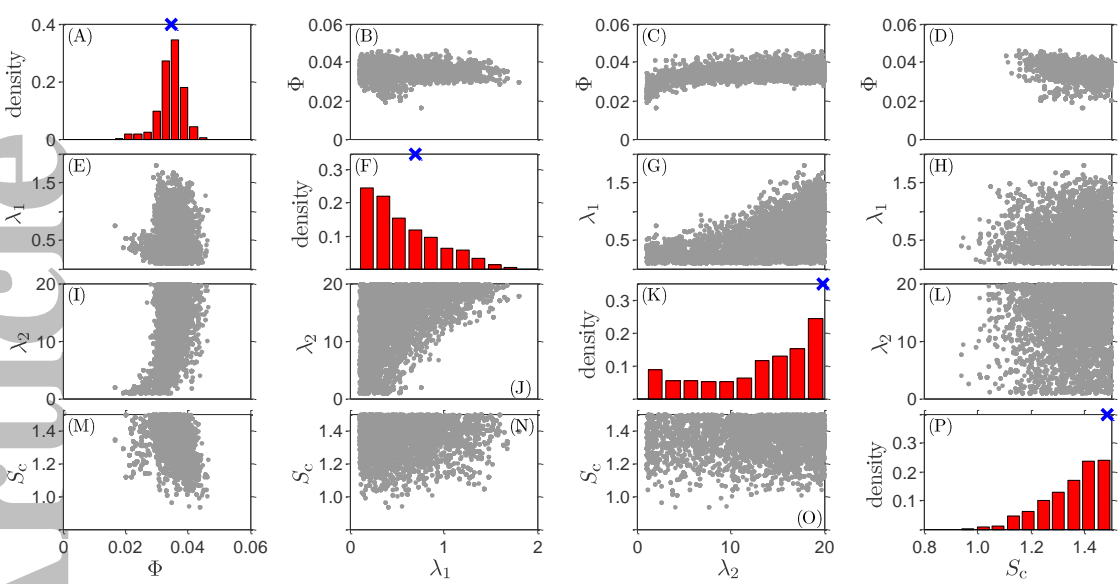 0.4 (A) 0.06 (B) 0.06 (C) 0.06 (D)
density 0.2 Φ 0.04 Φ 0.04 Φ 0.04
0.02 0.02 0.02
0 0 0 0
(E) (F) (G) (H)
λ1 1.5 density 0.3 λ1 1.5 λ1 1.5
0.2
0.5 0.1 0.5 0.5
20 (I) 20 20
λ2 10 λ2 10 (K) density 0.3 λ2 10 (L)
0.2
0.1
0 0 (J) 0
(M) (N) (P)
Sc 1.4 Sc 1.4 Sc 1.4 density 0.3
1.2 1.2 1.2 0.2
1.0 1.0 1.0 (O) 0.1
0 0.02 0.04 0.06 0 1 2 0 10 20 0.8 1.0 1.2 1.4
Φ λ1 λ2 Sc